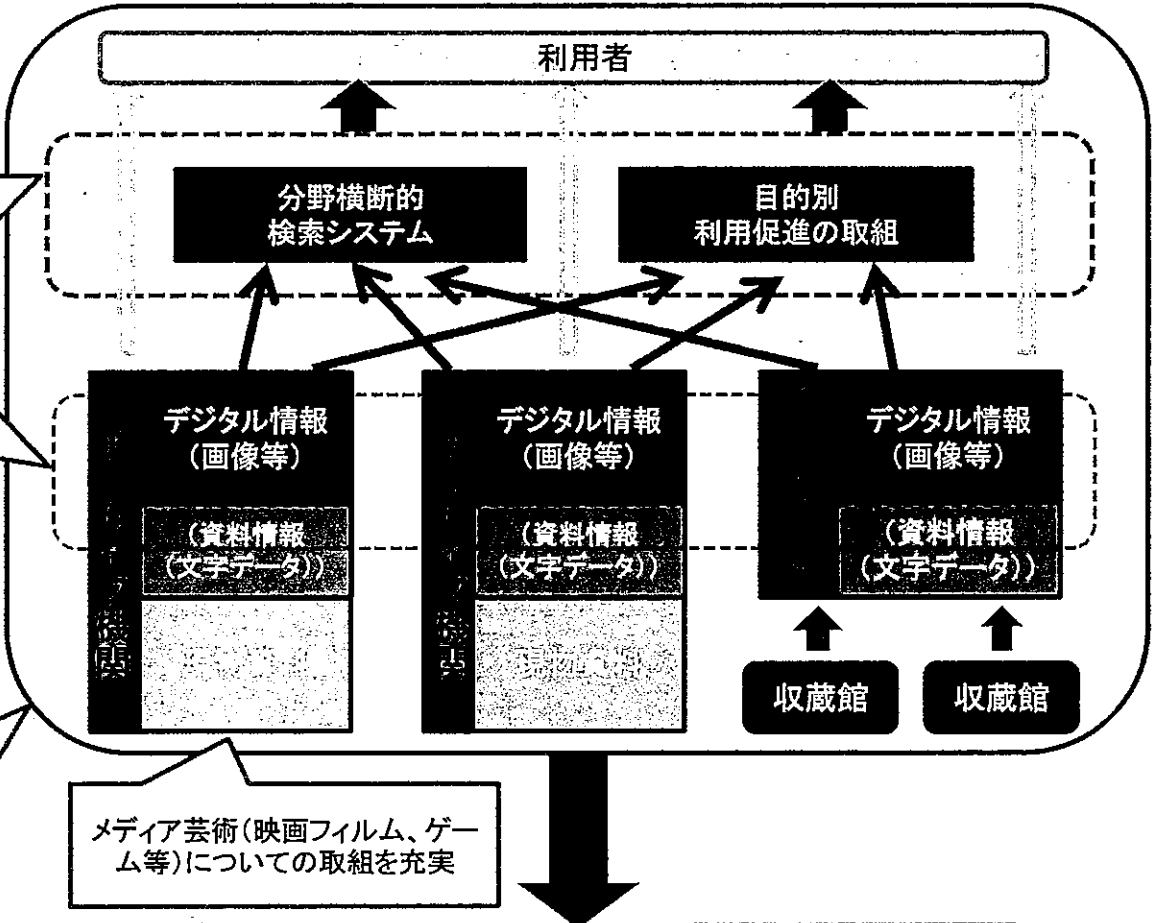 利用者
分野横断的
検索システム
目的別
利用促進の取組
デジタル情報
(画像等)
(資料情報
(文字データ))
機関
デジタル情報
(画像等)
(資料情報
(文字データ))
機関
デジタル情報
(画像等)
(資料情報
(文字データ))
収蔵館
収蔵館
メディア芸術(映画フィルム、ゲー
ム等)についての取組を充実